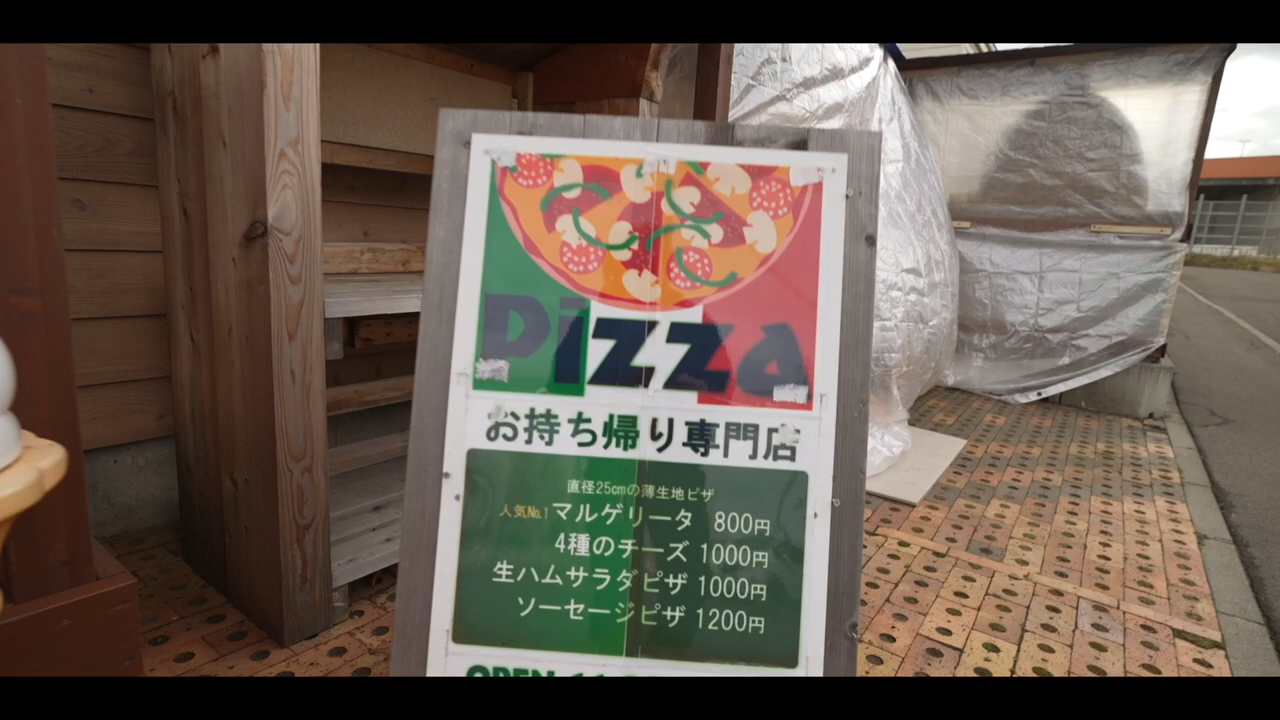 Pizza
お持ち帰り専門店
直径25cmの薄生地ピザ
人気No.1 マルゲリータ 800円
4種のチーズ 1000円
生ハムサラダピザ 1000円
ソーセージピザ 1200円
OPEN